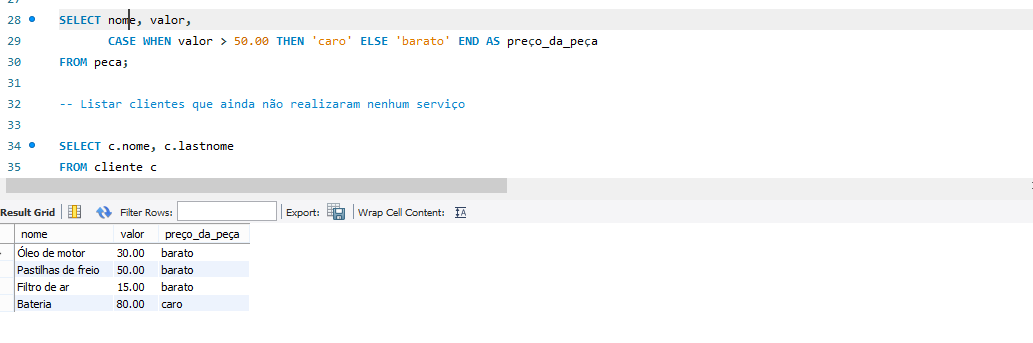 28 SELECT nome, valor,
29 CASE WHEN valor > 50.00 THEN 'caro' ELSE 'barato' END AS preço_da_peça
30 FROM peca;
31
32 -- Listar clientes que ainda não realizaram nenhum serviço
33
34 SELECT c.nome, c.lastnome
35 FROM cliente c
Result Grid Filter Rows: Export: Wrap Cell Content: IA
nome valor preço_da_peça
Óleo de motor 30.00 barato
Pastilhas de freio 50.00 barato
Filtro de ar 15.00 barato
Bateria 80.00 caro